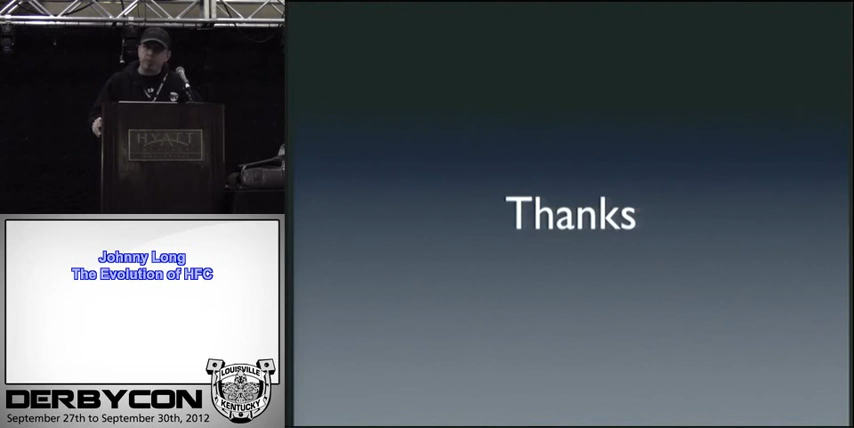 HYATT
Johnny Long
The Evolution of HFC
Thanks
DERBYCON
September 27th to September 30th, 2012
LOUISVILLE
KENTUCKY